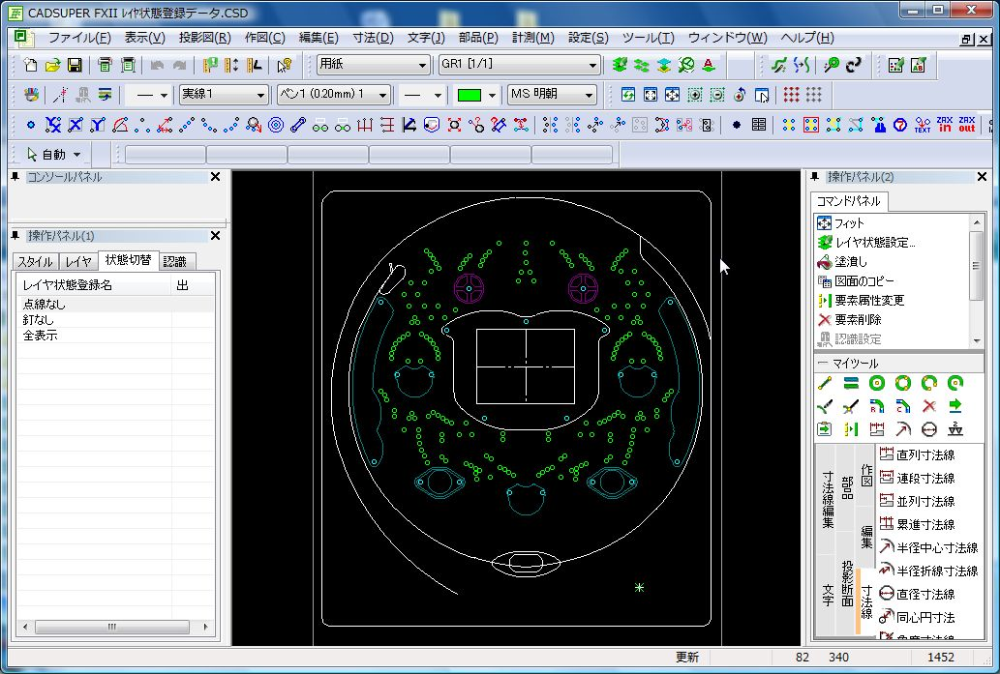 CADSUPER FXII ﾚｲﾔ状態登録データ.CSD
ファイル(F) 表示(V) 投影図(R) 作図(C) 編集(E) 寸法(D) 文字(J) 部品(P) 計測(M) 設定(S) ツール(T) ウィンドウ(W) ヘルプ(H)
用紙 GR1 [1/1]
実線1 ペン1 (0.20mm) 1 MS 明朝
TEXT ZAX in ZAX out
自動
コンソールパネル
操作パネル(1)
スタイル レイヤ 状態切替 認識
レイヤ状態登録名 出
点線なし
釘なし
全表示
操作パネル(2)
コマンドパネル
フィット
レイヤ状態設定...
塗潰し
図面のコピー
要素属性変更
要素削除
認識設定
マイツール
寸法線編集
文字
部品
投影断面
作図
編集
寸法線
直列寸法線
連段寸法線
並列寸法線
累進寸法線
半径中心寸法線
半径折線寸法線
直径寸法線
同心円寸法
角度寸法線
更新 82 340 1452